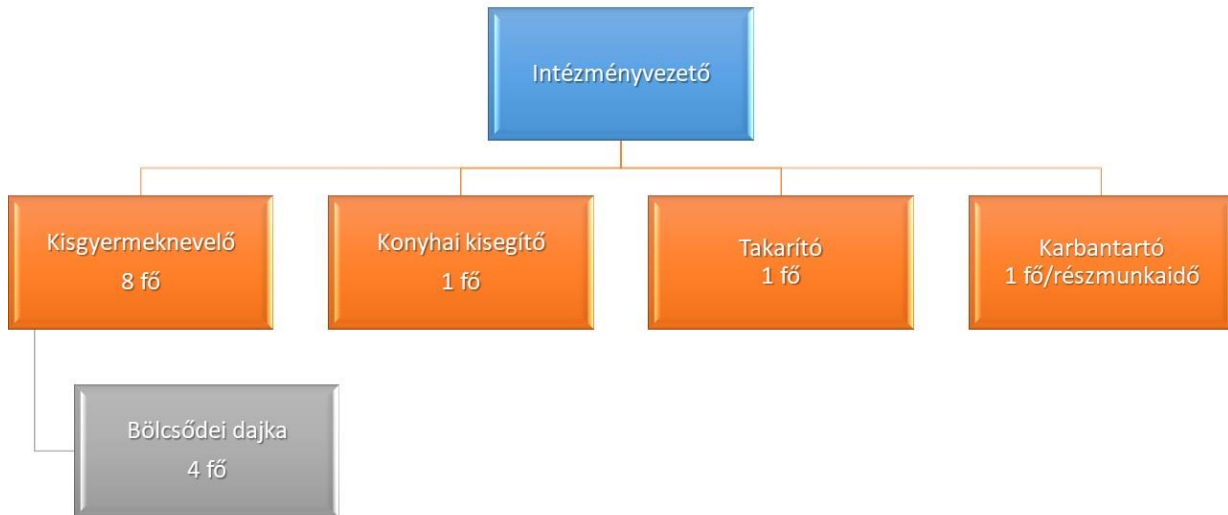 Intézményvezető
Kisgyermeknevelő
8 fő
Konyhai kisegítő
1 fő
Takarító
1 fő
Karbantartó
1 fő/részmunkaidő
Bölcsődei dajka
4 fő